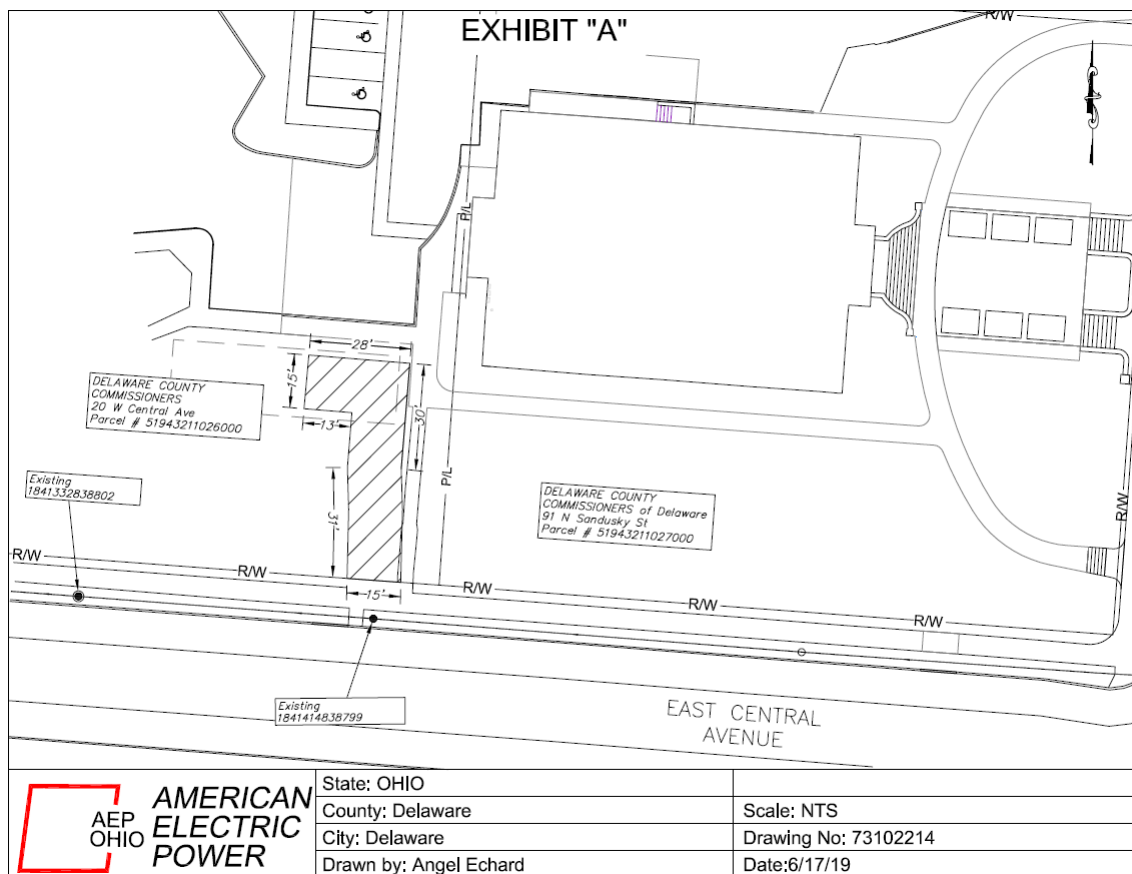 EXHIBIT "A"
R/W
P/L
28'
15'
DELAWARE COUNTY
COMMISSIONERS
20 W Central Ave
Parcel # 51943211026000
13'
30'
P/L
Existing
1841332838802
31'
DELAWARE COUNTY
COMMISSIONERS of Delaware
91 N Sandusky St
Parcel # 51943211027000
R/W
R/W
R/W
15'
R/W
R/W
R/W
Existing
1841414838799
EAST CENTRAL
AVENUE
AEP
OHIO
AMERICAN
ELECTRIC
POWER
State: OHIO
County: Delaware
Scale: NTS
City: Delaware
Drawing No: 73102214
Drawn by: Angel Echard
Date:6/17/19